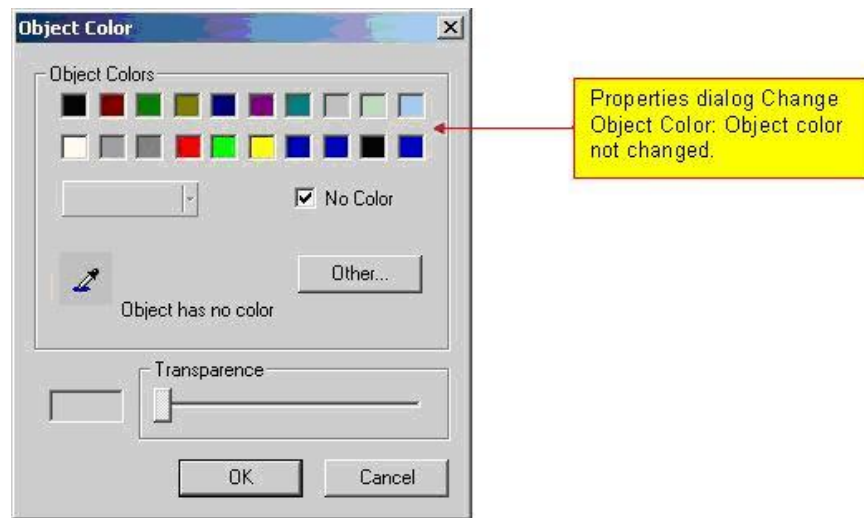 Object Color
Object Colors
Properties dialog Change
Object Color: Object color
not changed.
No Color
Other...
Object has no color
Transparence
OK
Cancel